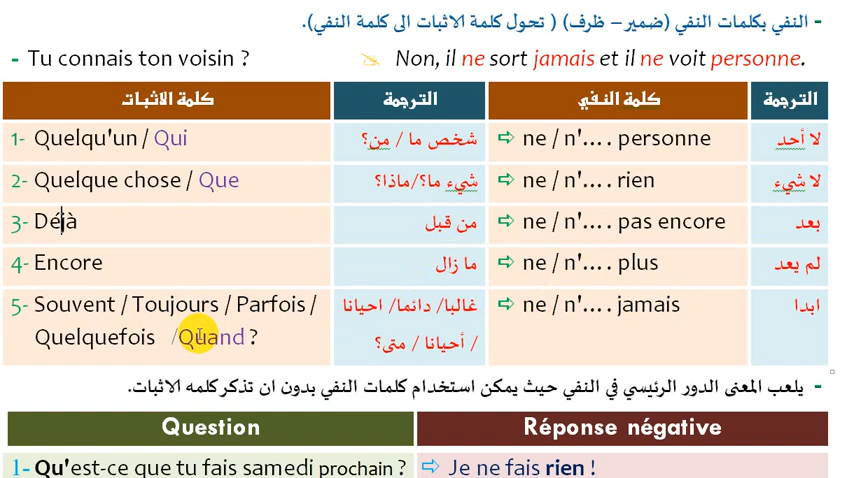 - النفي بكلمات النفي (ضمير – ظرف) ( تحول كلمة الاثبات الى كلمة النفي).
- Tu connais ton voisin ? Non, il ne sort jamais et il ne voit personne.
كلمة الاثبات الترجمة كلمة النفي الترجمة
1- Quelqu'un / Qui شخص ما / من؟ ⇨ ne / n'.... personne لا أحد
2- Quelque chose / Que شيء ما؟/ماذا؟ ⇨ ne / n'.... rien لا شيء
3- Déjà من قبل ⇨ ne / n'.... pas encore بعد
4- Encore ما زال ⇨ ne / n'.... plus لم يعد
5- Souvent / Toujours / Parfois / غالبا/ دائما/ احيانا ⇨ ne / n'.... jamais ابدا
Quelquefois /Quand ? / أحيانا / متى؟
- يلعب المعنى الدور الرئيسي في النفي حيث يمكن استخدام كلمات النفي بدون ان تذكر كلمه الاثبات.
Question Réponse négative
1- Qu'est-ce que tu fais samedi prochain ? ⇨ Je ne fais rien !